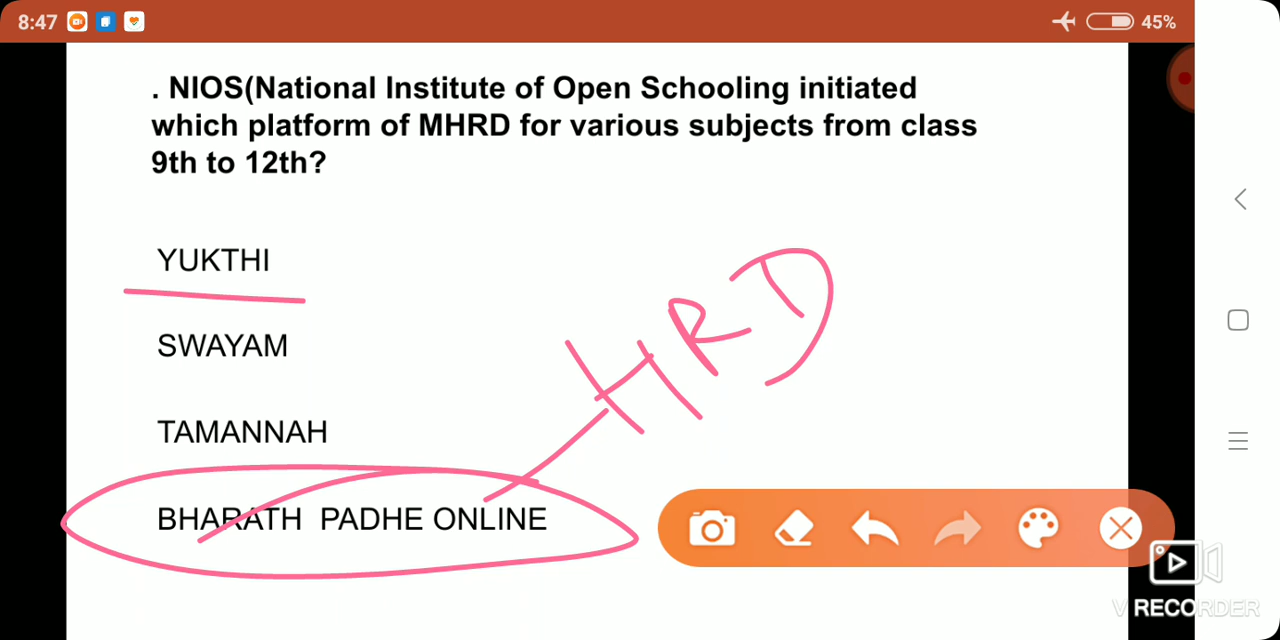 8:47
45%
. NIOS(National Institute of Open Schooling initiated
which platform of MHRD for various subjects from class
9th to 12th?
YUKTHI
SWAYAM
HRD
TAMANNAH
BHARATH PADHE ONLINE
V RECORDER